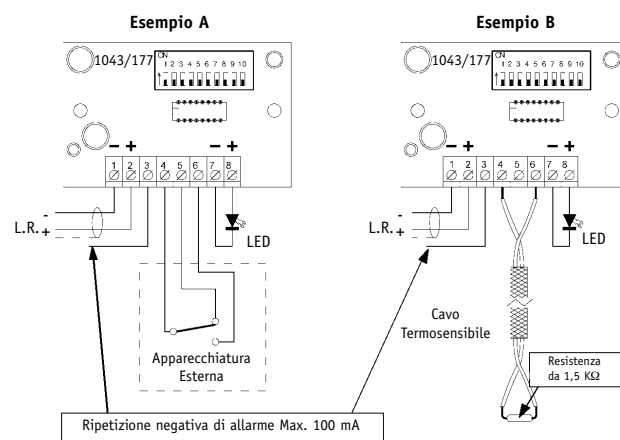 Esempio A
1043/177
ON
1 2 3 4 5 6 7 8 9 10
- + - +
1 2 3 4 5 6 7 8
-
L.R. +
LED
Apparecchiatura
Esterna
Esempio B
1043/177
ON
1 2 3 4 5 6 7 8 9 10
- + - +
1 2 3 4 5 6 7 8
-
L.R. +
LED
Cavo
Termosensibile
Resistenza
da 1,5 KΩ
Ripetizione negativa di allarme Max. 100 mA